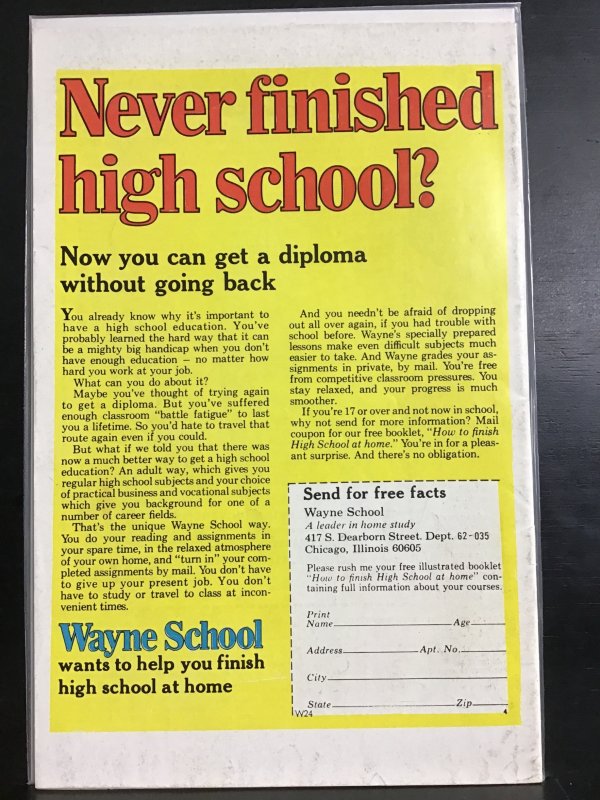 Never finished
high school?
Now you can get a diploma
without going back
You already know why it's important to
have a high school education. You've
probably learned the hard way that it can
be a mighty big handicap when you don't
have enough education — no matter how
hard you work at your job.
What can you do about it?
Maybe you've thought of trying again
to get a diploma. But you've suffered
enough classroom "battle fatigue" to last
you a lifetime. So you'd hate to travel that
route again even if you could.
But what if we told you that there was
now a much better way to get a high school
education? An adult way, which gives you
regular high school subjects and your choice
of practical business and vocational subjects
which give you background for one of a
number of career fields.
That's the unique Wayne School way.
You do your reading and assignments in
your spare time, in the relaxed atmosphere
of your own home, and "turn in" your com-
pleted assignments by mail. You don't have
to give up your present job. You don't
have to study or travel to class at incon-
venient times.
Wayne School
wants to help you finish
high school at home
And you needn't be afraid of dropping
out all over again, if you had trouble with
school before. Wayne's specially prepared
lessons make even difficult subjects much
easier to take. And Wayne grades your as-
signments in private, by mail. You're free
from competitive classroom pressures. You
stay relaxed, and your progress is much
smoother.
If you're 17 or over and not now in school,
why not send for more information? Mail
coupon for our free booklet, "How to finish
High School at home." You're in for a pleas-
ant surprise. And there's no obligation.
Send for free facts
Wayne School
A leader in home study
417 S. Dearborn Street. Dept. 62-035
Chicago, Illinois 60605
Please rush me your free illustrated booklet
"How to finish High School at home" con-
taining full information about your courses.
Print
Name Age
Address Apt. No.
City
State Zip
W24 4